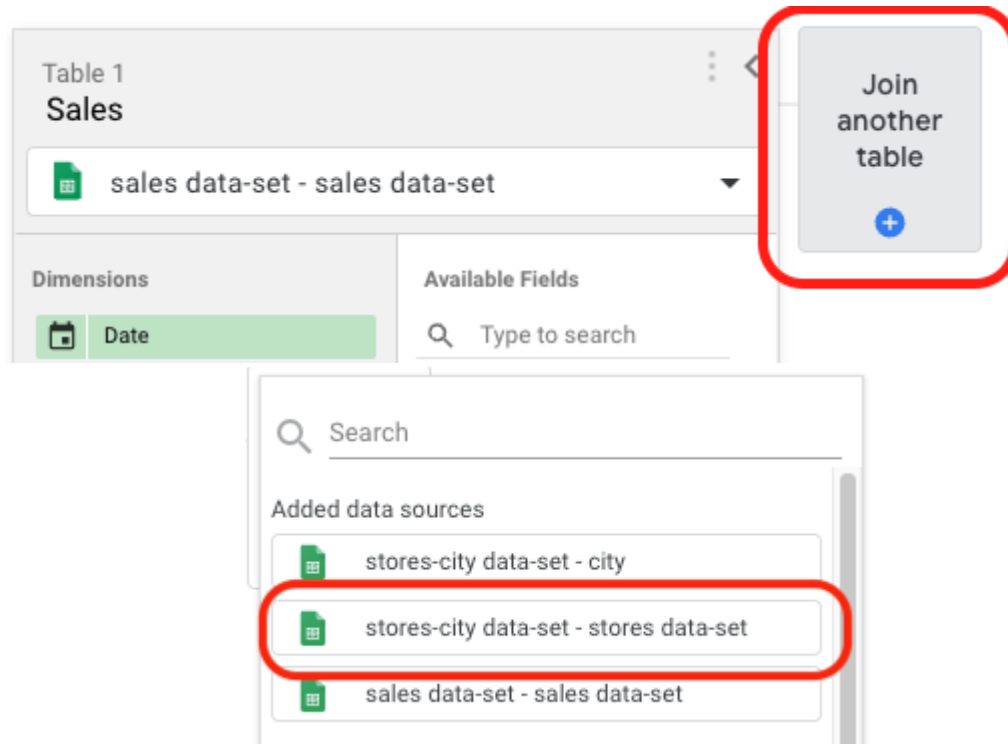 Table 1
Sales
sales data-set - sales data-set
Join
another
table
Dimensions
Available Fields
Date
Type to search
Search
Added data sources
stores-city data-set - city
stores-city data-set - stores data-set
sales data-set - sales data-set